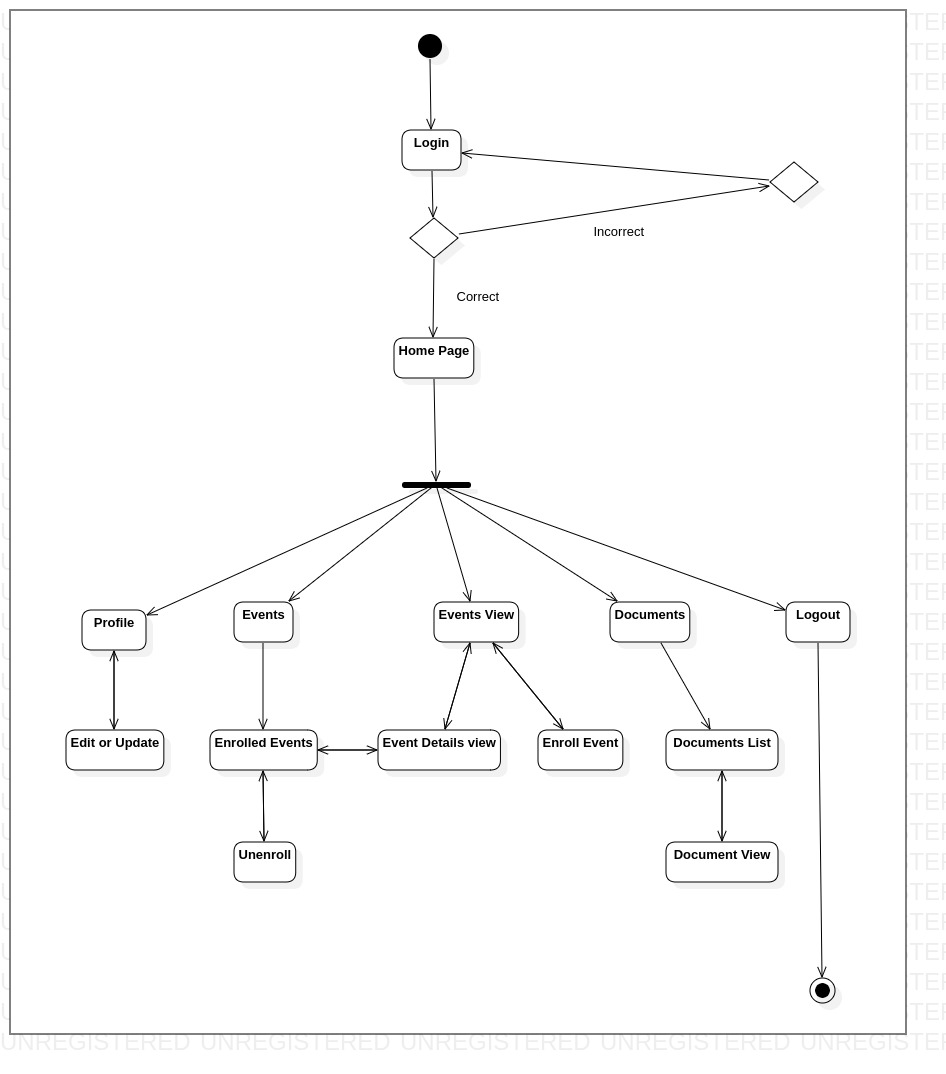 Login
Incorrect
Correct
Home Page
Profile
Events
Events View
Documents
Logout
Edit or Update
Enrolled Events
Event Details view
Enroll Event
Documents List
Unenroll
Document View
UNREGISTERED UNREGISTERED UNREGISTERED UNREGISTERED UNREGISTERED